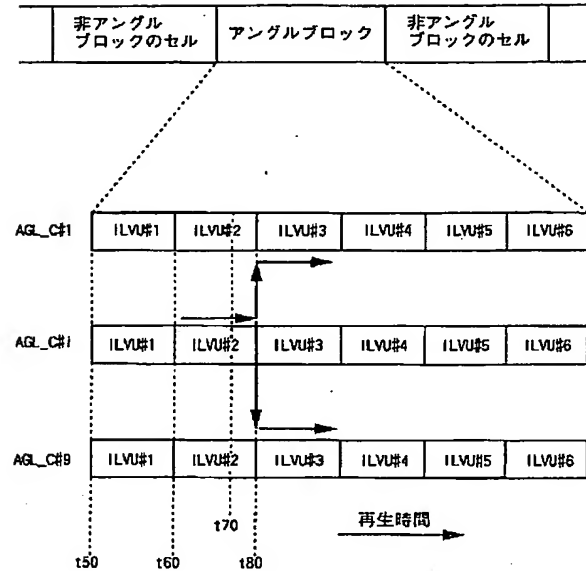 非アングル
ブロックのセル
アングルブロック
非アングル
ブロックのセル
AGL_C#1
ILVU#1
ILVU#2
ILVU#3
ILVU#4
ILVU#5
ILVU#6
AGL_C#i
ILVU#1
ILVU#2
ILVU#3
ILVU#4
ILVU#5
ILVU#6
AGL_C#9
ILVU#1
ILVU#2
ILVU#3
ILVU#4
ILVU#5
ILVU#6
t70
再生時間
t50
t60
t80